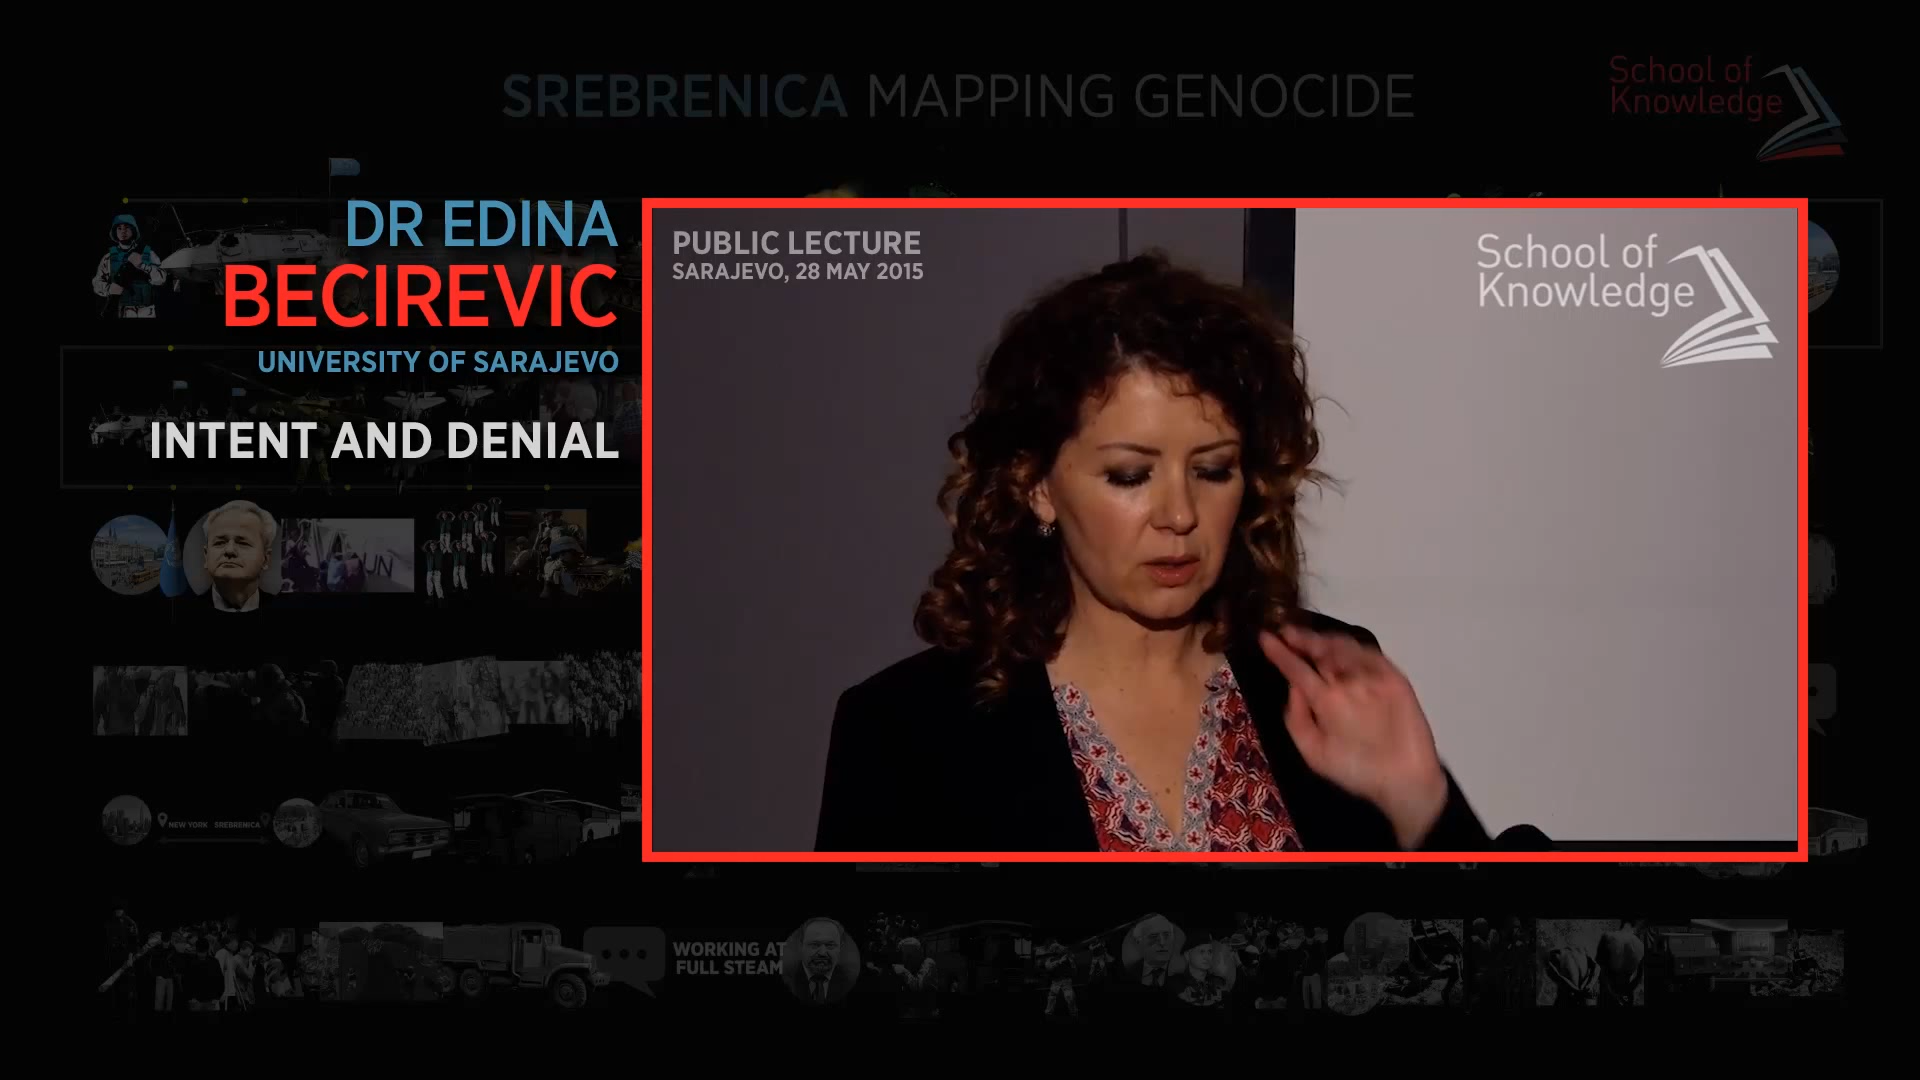 SREBRENICA MAPPING GENOCIDE
School of
Knowledge
DR EDINA
BECIREVIC
UNIVERSITY OF SARAJEVO
INTENT AND DENIAL
PUBLIC LECTURE
SARAJEVO, 28 MAY 2015
School of
Knowledge
UN
NEW YORK SREBRENICA
WORKING AT
FULL STEAM